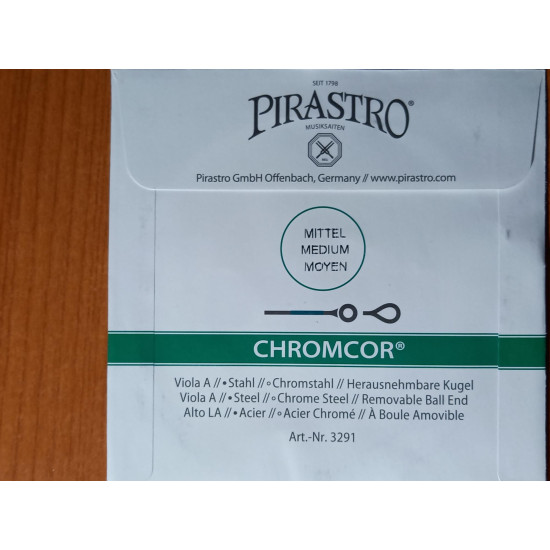 SEIT 1798
PIRASTRO®
MUSIKSAITEN
Pirastro GmbH Offenbach, Germany // www.pirastro.com
MITTEL
MEDIUM
MOYEN
CHROMCOR®
Viola A // •Stahl // ∘Chromstahl // Herausnehmbare Kugel
Viola A // •Steel // ∘Chrome Steel // Removable Ball End
Alto LA // •Acier // ∘Acier Chromé // À Boule Amovible
Art.-Nr. 3291